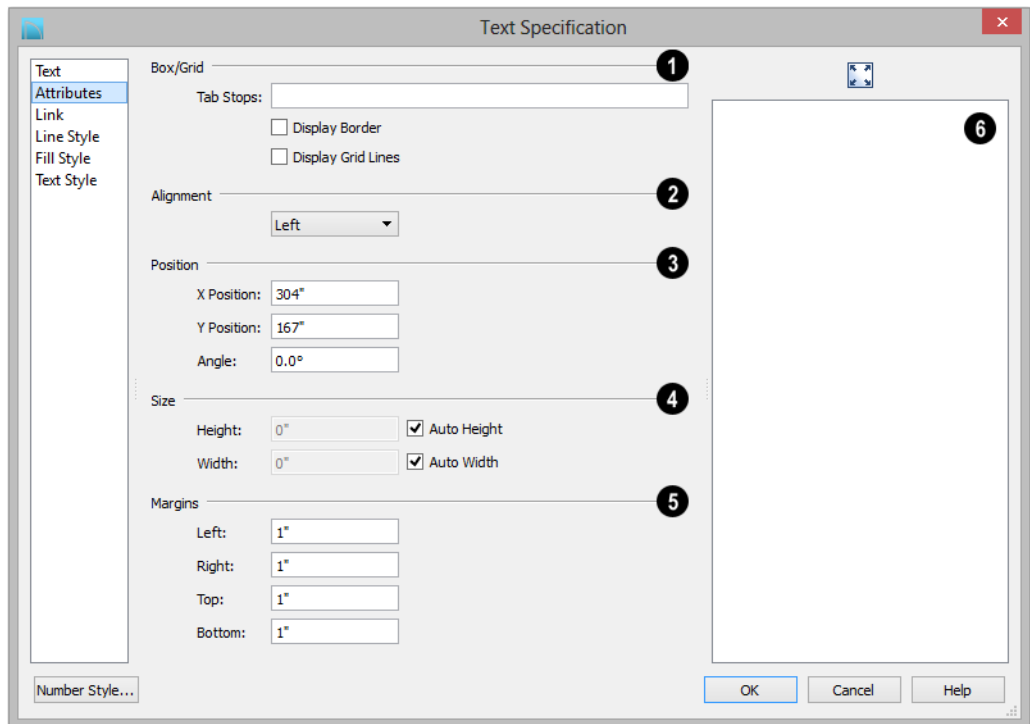 Text Specification
Text
Attributes
Link
Line Style
Fill Style
Text Style
Box/Grid 1
Tab Stops:
Display Border
Display Grid Lines
Alignment 2
Left
Position 3
X Position: 304"
Y Position: 167"
Angle: 0.0°
Size 4
Height: 0" Auto Height
Width: 0" Auto Width
Margins 5
Left: 1"
Right: 1"
Top: 1"
Bottom: 1"
6
Number Style... OK Cancel Help